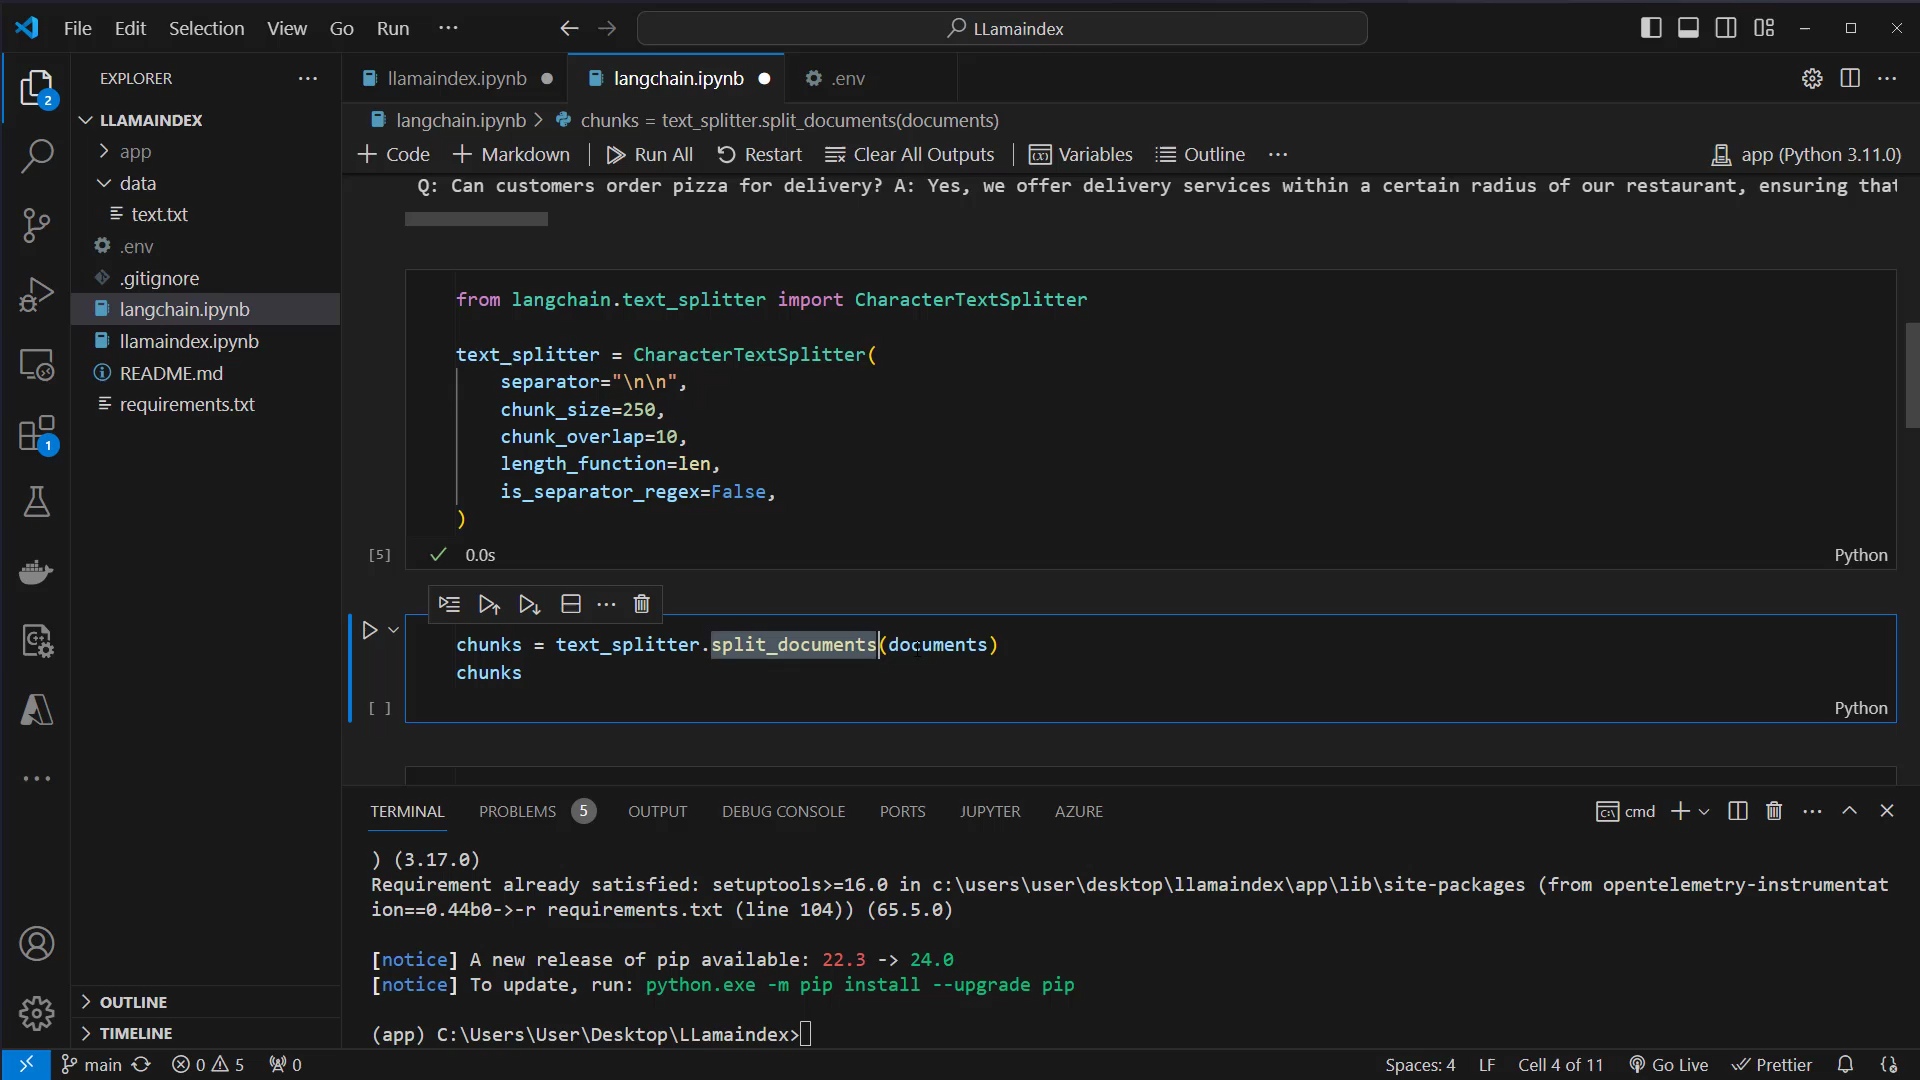 File Edit Selection View Go Run ···
LLamaindex
EXPLORER
LLAMAINDEX
app
data
text.txt
.env
.gitignore
langchain.ipynb
llamaindex.ipynb
README.md
requirements.txt
OUTLINE
TIMELINE
2
1
llamaindex.ipynb
langchain.ipynb
.env
langchain.ipynb > chunks = text_splitter.split_documents(documents)
+ Code + Markdown Run All Restart Clear All Outputs Variables Outline ··· app (Python 3.11.0)
Q: Can customers order pizza for delivery? A: Yes, we offer delivery services within a certain radius of our restaurant, ensuring that
from langchain.text_splitter import CharacterTextSplitter
text_splitter = CharacterTextSplitter(
separator="\n\n",
chunk_size=250,
chunk_overlap=10,
length_function=len,
is_separator_regex=False,
)
[5] 0.0s Python
chunks = text_splitter.split_documents(documents)
chunks
[ ] Python
TERMINAL PROBLEMS 5 OUTPUT DEBUG CONSOLE PORTS JUPYTER AZURE cmd
) (3.17.0)
Requirement already satisfied: setuptools>=16.0 in c:\users\user\desktop\llamaindex\app\lib\site-packages (from opentelemetry-instrumentat
ion==0.44b0->-r requirements.txt (line 104)) (65.5.0)
[notice] A new release of pip available: 22.3 -> 24.0
[notice] To update, run: python.exe -m pip install --upgrade pip
(app) C:\Users\User\Desktop\LLamaindex>
main 0 5 0 Spaces: 4 LF Cell 4 of 11 Go Live Prettier